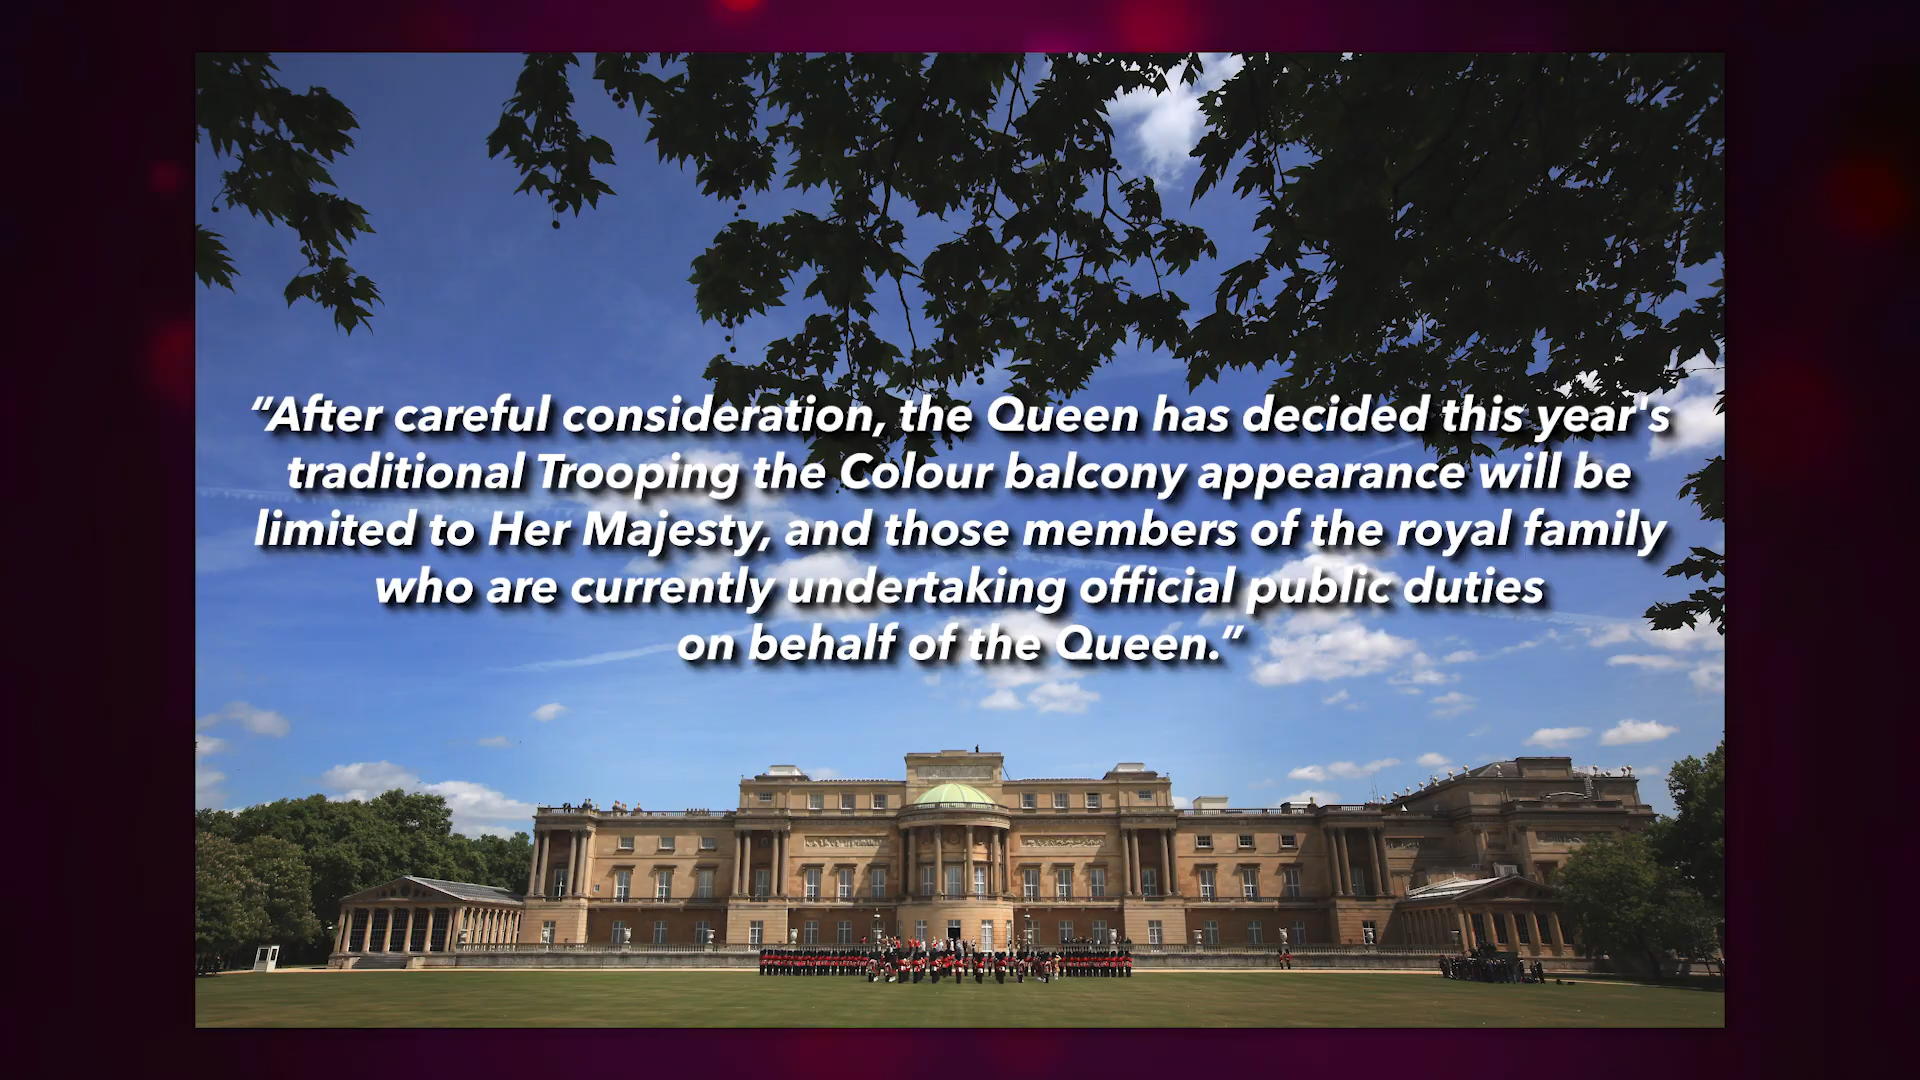 “After careful consideration, the Queen has decided this year's
traditional Trooping the Colour balcony appearance will be
limited to Her Majesty, and those members of the royal family
who are currently undertaking official public duties
on behalf of the Queen.”